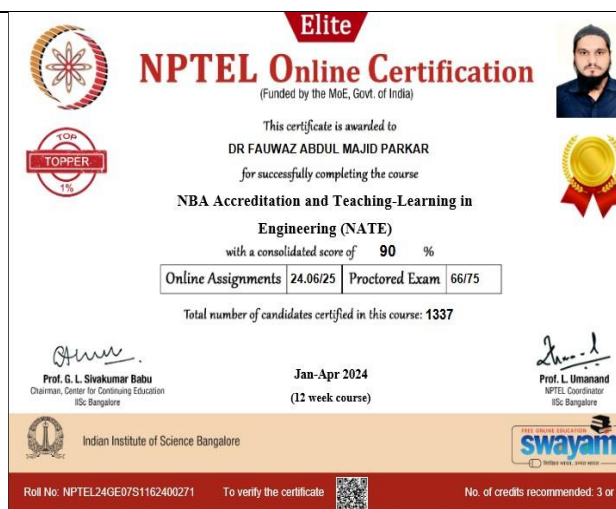 Elite
NPTEL Online Certification
(Funded by the MoE, Govt. of India)
TOP
TOPPER
1%
This certificate is awarded to
DR FAUWAZ ABDUL MAJID PARKAR
for successfully completing the course
NBA Accreditation and Teaching-Learning in
Engineering (NATE)
with a consolidated score of 90 %
Online Assignments 24.06/25 Proctored Exam 66/75
Total number of candidates certified in this course: 1337
Prof. G. L. Sivakumar Babu
Chairman, Center for Continuing Education
IISc Bangalore
Jan-Apr 2024
(12 week course)
Prof. L. Umanand
NPTEL Coordinator
IISc Bangalore
Indian Institute of Science Bangalore
FREE ONLINE EDUCATION
swayam
शिक्षित भारत, उन्नत भारत
Roll No: NPTEL24GE07S1162400271 To verify the certificate No. of credits recommended: 3 or